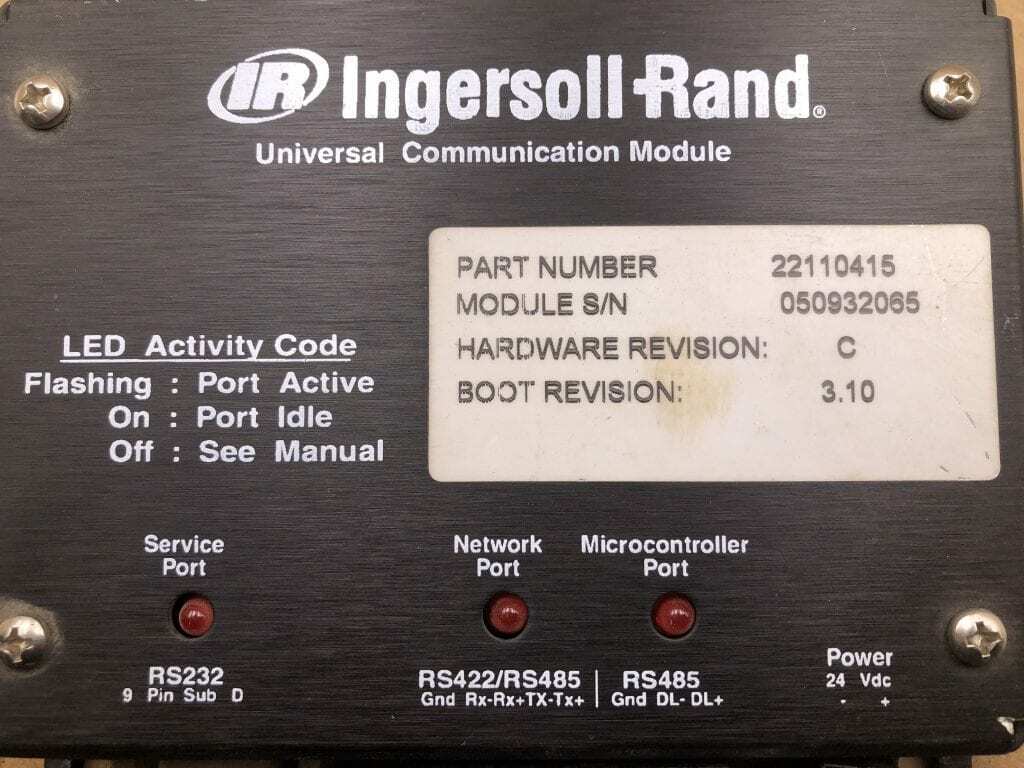 IR Ingersoll-Rand®
Universal Communication Module
PART NUMBER 22110415
MODULE S/N 050932065
HARDWARE REVISION: C
BOOT REVISION: 3.10
LED Activity Code
Flashing : Port Active
On : Port Idle
Off : See Manual
Service
Port
RS232
9 Pin Sub D
Network
Port
RS422/RS485
Gnd Rx-Rx+TX-Tx+
Microcontroller
Port
RS485
Gnd DL- DL+
Power
24 Vdc
- +